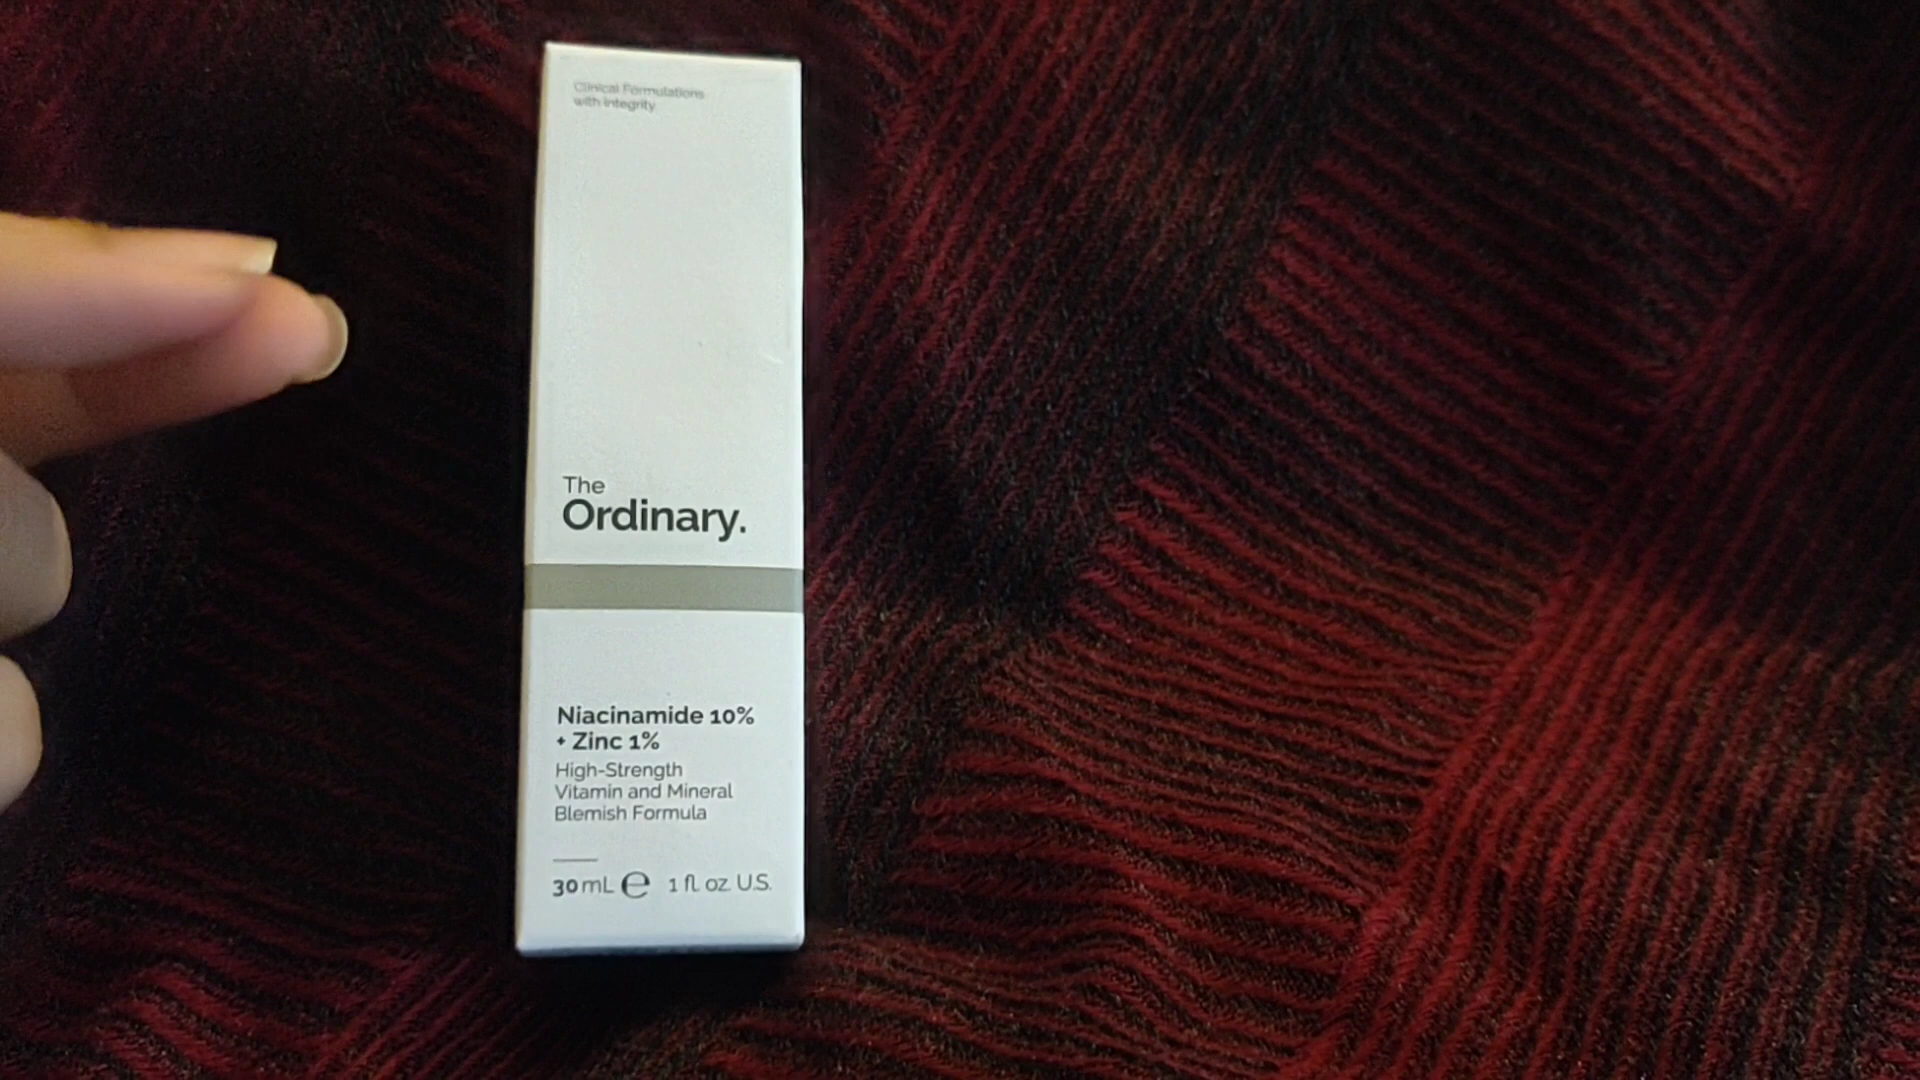 Clinical Formulations
with integrity
The
Ordinary.
Niacinamide 10%
+ Zinc 1%
High-Strength
Vitamin and Mineral
Blemish Formula
30 mL ℮ 1 fl oz. U.S.